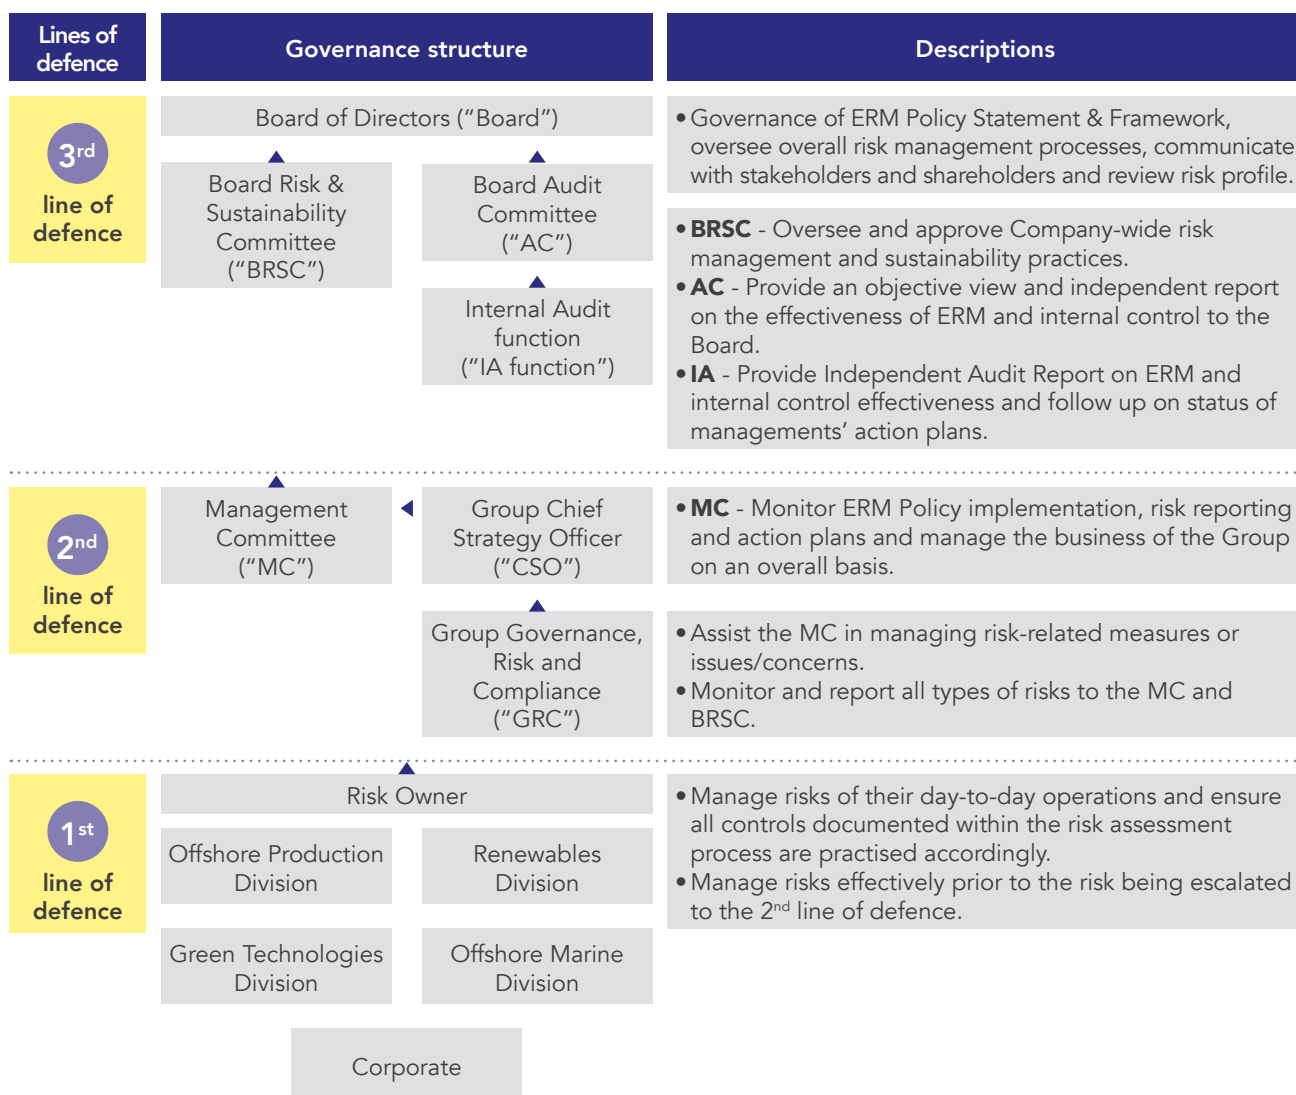 Lines of
defence
Governance structure
Descriptions
3rd
line of
defence
Board of Directors (“Board”)
Board Risk &
Sustainability
Committee
(“BRSC”)
Board Audit
Committee
(“AC”)
Internal Audit
function
(“IA function”)
• Governance of ERM Policy Statement & Framework,
oversee overall risk management processes, communicate
with stakeholders and shareholders and review risk profile.
• BRSC - Oversee and approve Company-wide risk
management and sustainability practices.
• AC - Provide an objective view and independent report
on the effectiveness of ERM and internal control to the
Board.
• IA - Provide Independent Audit Report on ERM and
internal control effectiveness and follow up on status of
managements’ action plans.
2nd
line of
defence
Management
Committee
(“MC”)
Group Chief
Strategy Officer
(“CSO”)
Group Governance,
Risk and
Compliance
(“GRC”)
• MC - Monitor ERM Policy implementation, risk reporting
and action plans and manage the business of the Group
on an overall basis.
• Assist the MC in managing risk-related measures or
issues/concerns.
• Monitor and report all types of risks to the MC and
BRSC.
1st
line of
defence
Risk Owner
Offshore Production
Division
Renewables
Division
Green Technologies
Division
Offshore Marine
Division
Corporate
• Manage risks of their day-to-day operations and ensure
all controls documented within the risk assessment
process are practised accordingly.
• Manage risks effectively prior to the risk being escalated
to the 2nd line of defence.